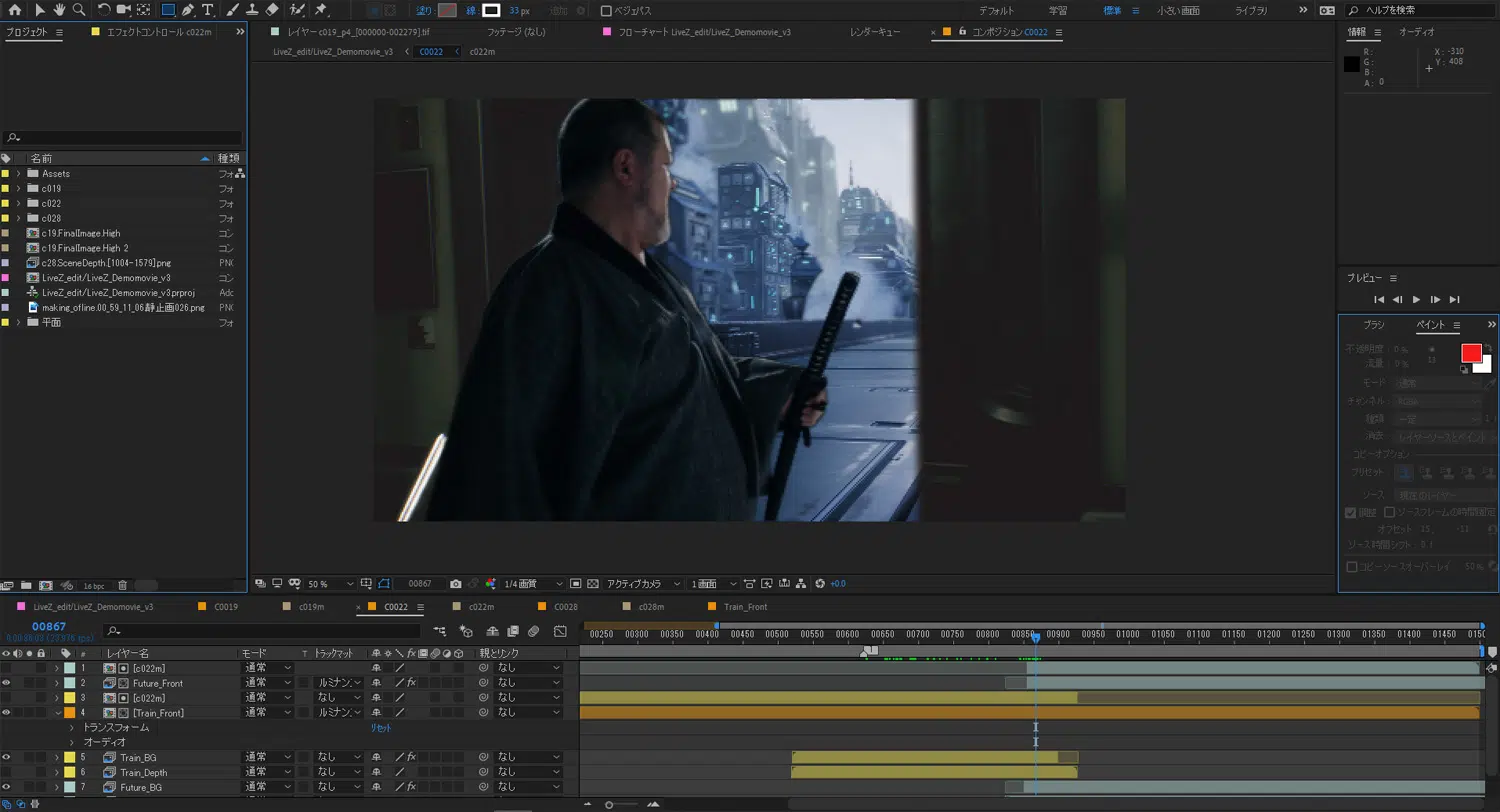 塗り: 線: 33 px 追加: ベジェパス デフォルト 学習 標準 小さい画面 ライブラリ ヘルプを検索
プロジェクト エフェクトコントロール c022m レイヤー c019_p4_[000000-002279].tif フッテージ (なし) フローチャート LiveZ_edit/LiveZ_Demomovie_v3 レンダーキュー コンポジション C0022 情報 オーディオ
LiveZ_edit/LiveZ_Demomovie_v3 C0022 c022m
R: X: -310
G: Y: 408
B:
A: 0
名前 種類
Assets フォ
c019 フォ
c022 フォ
c028 フォ
c19.FinalImage.High コン
c19.FinalImage.High 2 コン
c28.SceneDepth.[1004-1579].png PNG
LiveZ_edit/LiveZ_Demomovie_v3 コン
LiveZ_edit/LiveZ_Demomovie_v3.prproj Adc
making_ofline.00_59_11_06.静止画026.png PNG
平面 フォ
プレビュー
ブラシ ペイント
不透明度: 0 %
流量: 0 % 13
モード: 通常
チャンネル: RGBA
種類: 一定
消去: レイヤーソースとペイント
コピーオプション
プリセット:
ソース: 現在のレイヤー
調整 ソースフレームの時間固定
オフセット: 15, -12
ソース時間シフト: 0 f
コピーソースオーバーレイ 50 %
16 bpc 50 % 00867 1/4 画質 アクティブカメラ 1 画面 +0.0
LiveZ_edit/LiveZ_Demomovie_v3 C0019 c019m C0022 c022m C0028 c028m Train_Front
00867
00250 00300 00350 00400 00450 00500 00550 00600 00650 00700 00750 00800 00850 00900 00950 01000 01050 01100 01150 01200 01250 01300 01350 01400 01450
# レイヤー名 モード T トラックマット 親とリンク
1 [c022m] 通常 なし
2 Future_Front 通常 ルミナン なし
3 [c022m] 通常 なし なし
4 [Train_Front] 通常 ルミナン なし
トランスフォーム リセット
オーディオ
5 Train_BG 通常 なし なし
6 Train_Depth 通常 なし なし
7 Future_BG 通常 なし なし